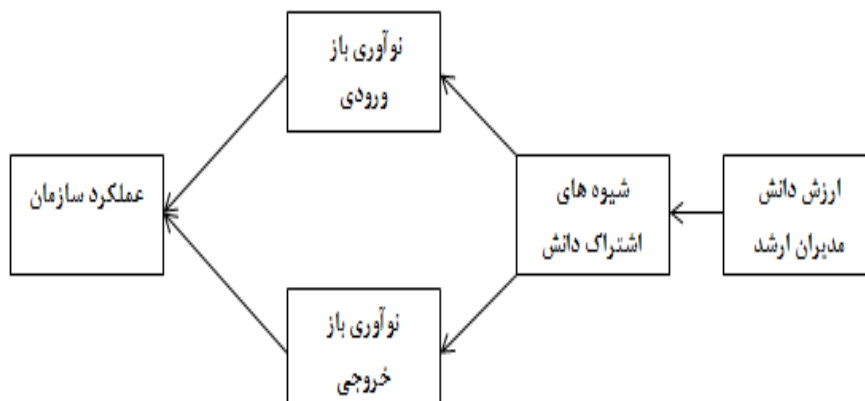 نوآوری باز
ورودی
ارزش دانش
مدیران ارشد
شیوه های
اشتراک دانش
عملکرد سازمان
نوآوری باز
خروجی